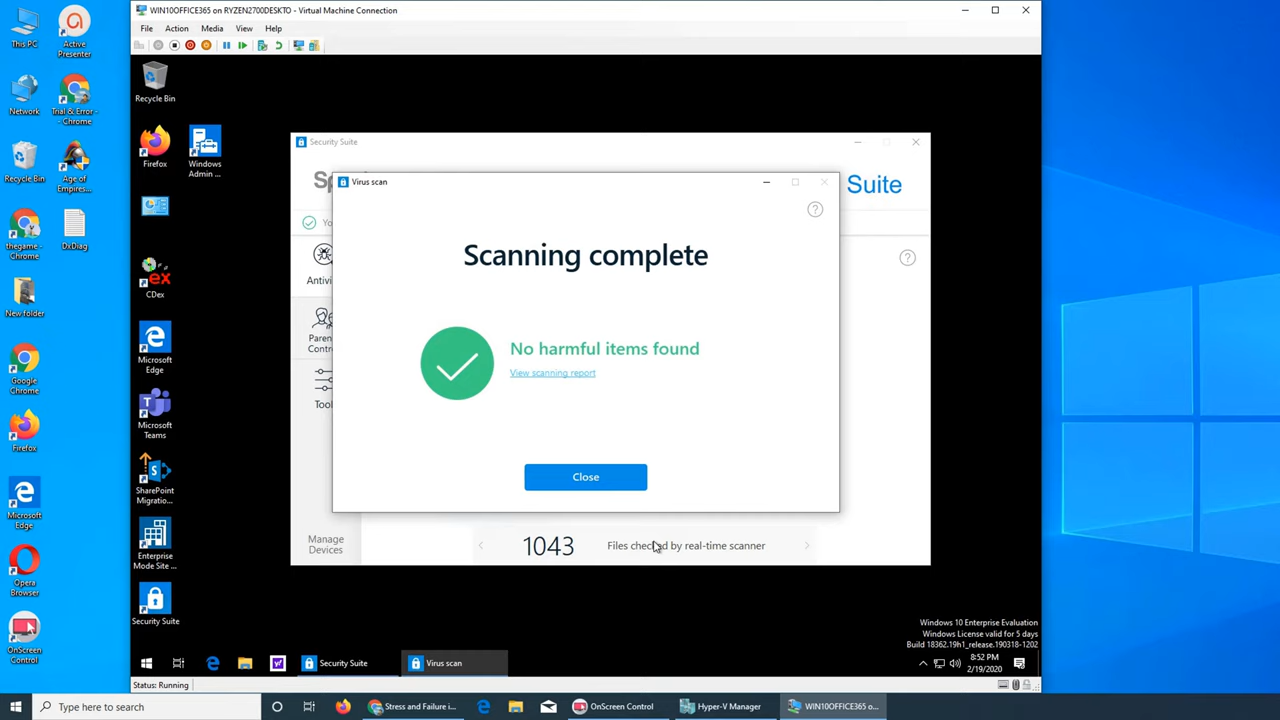 This PC
Active
Presenter
Network
Trial & Error -
Chrome
Recycle Bin
Age of
Empires...
thegame -
Chrome
DxDiag
New folder
Google
Chrome
Firefox
Microsoft
Edge
Opera
Browser
OnScreen
Control
WIN10OFFICE365 on RYZEN2700DESKTO - Virtual Machine Connection
File Action Media View Help
Recycle Bin
Firefox
Windows
Admin ...
CDex
Microsoft
Edge
Microsoft
Teams
SharePoint
Migratio...
Enterprise
Mode Site ...
Security Suite
Security Suite
Suite
Virus scan
Scanning complete
No harmful items found
View scanning report
Close
Manage
Devices
1043 Files checked by real-time scanner
Windows 10 Enterprise Evaluation
Windows License valid for 5 days
Build 18362.19h1_release.190318-1202
Security Suite
Virus scan
8:52 PM
2/19/2020
Status: Running
Type here to search
Stress and Failure i...
OnScreen Control
Hyper-V Manager
WIN10OFFICE365 o...